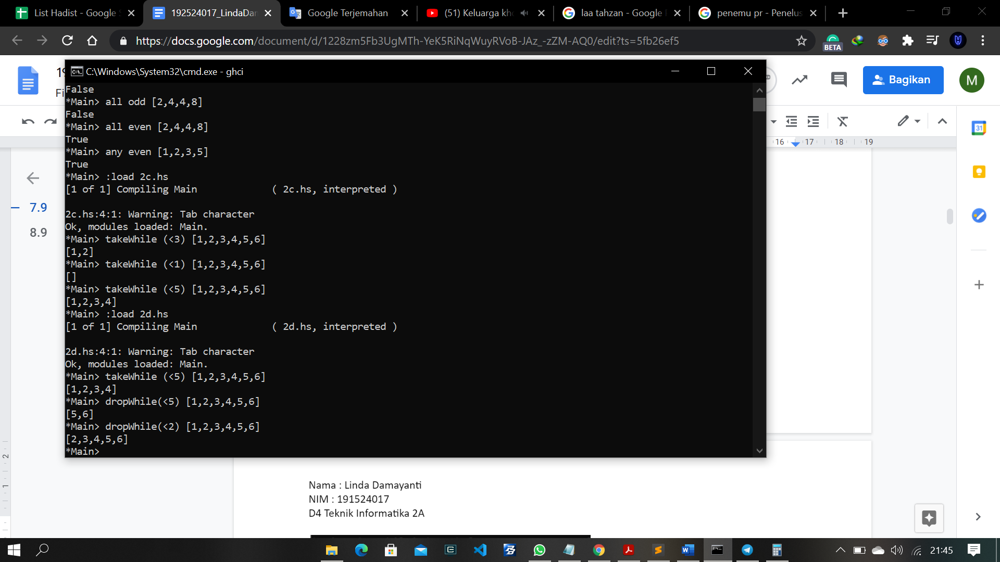 List Hadist - Google S
192524017_LindaDam
Google Terjemahan
(51) Keluarga kho
laa tahzan - Google
penemu pr - Penelus
https://docs.google.com/document/d/1228zm5Fb3UgMTh-YeK5RiNqWuyRVoB-JAz_-zZM-AQ0/edit?ts=5fb26ef5
BETA
C:\Windows\System32\cmd.exe - ghci
Bagikan
M
Fi
16 17 18 19
31
7.9
8.9
False
*Main> all odd [2,4,4,8]
False
*Main> all even [2,4,4,8]
True
*Main> any even [1,2,3,5]
True
*Main> :load 2c.hs
[1 of 1] Compiling Main ( 2c.hs, interpreted )
2c.hs:4:1: Warning: Tab character
Ok, modules loaded: Main.
*Main> takeWhile (<3) [1,2,3,4,5,6]
[1,2]
*Main> takeWhile (<1) [1,2,3,4,5,6]
[]
*Main> takeWhile (<5) [1,2,3,4,5,6]
[1,2,3,4]
*Main> :load 2d.hs
[1 of 1] Compiling Main ( 2d.hs, interpreted )
2d.hs:4:1: Warning: Tab character
Ok, modules loaded: Main.
*Main> takeWhile (<5) [1,2,3,4,5,6]
[1,2,3,4]
*Main> dropWhile(<5) [1,2,3,4,5,6]
[5,6]
*Main> dropWhile(<2) [1,2,3,4,5,6]
[2,3,4,5,6]
*Main>
2
1
Nama : Linda Damayanti
NIM : 191524017
D4 Teknik Informatika 2A
21:45